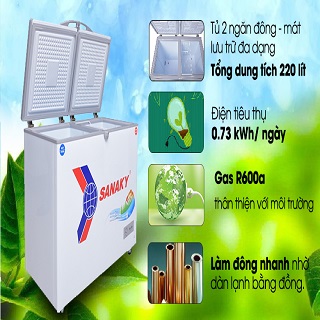 Tủ 2 ngăn đông - mát
lưu trữ đa dạng
Tổng dung tích 220 lít
Điện tiêu thụ
0.73 kWh/ ngày
Gas R600a
thân thiện với môi trường
Làm đông nhanh nhờ
dàn lạnh bằng đồng.
SANAKY